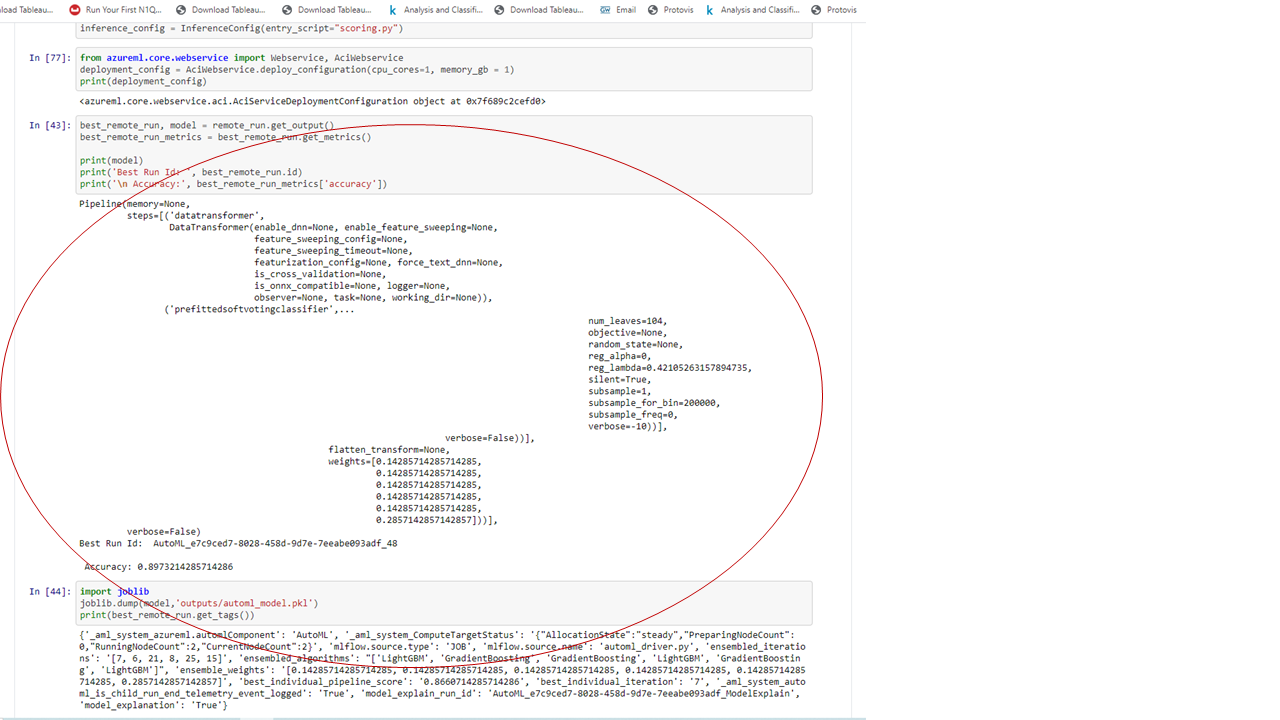 nload Tableau... Run Your First N1Q... Download Tableau... Download Tableau... Analysis and Classifi... Download Tableau... Email Protovis Analysis and Classifi... Protovis
inference_config = InferenceConfig(entry_script="scoring.py")
In [77]: from azureml.core.webservice import Webservice, AciWebservice
deployment_config = AciWebservice.deploy_configuration(cpu_cores=1, memory_gb = 1)
print(deployment_config)
<azureml.core.webservice.aci.AciServiceDeploymentConfiguration object at 0x7f689c2cefd0>
In [43]: best_remote_run, model = remote_run.get_output()
best_remote_run_metrics = best_remote_run.get_metrics()
print(model)
print('Best Run Id: ', best_remote_run.id)
print('\n Accuracy:', best_remote_run_metrics['accuracy'])
Pipeline(memory=None,
steps=[('datatransformer',
DataTransformer(enable_dnn=None, enable_feature_sweeping=None,
feature_sweeping_config=None,
feature_sweeping_timeout=None,
featurization_config=None, force_text_dnn=None,
is_cross_validation=None,
is_onnx_compatible=None, logger=None,
observer=None, task=None, working_dir=None)),
('prefittedsoftvotingclassifier',...
num_leaves=104,
objective=None,
random_state=None,
reg_alpha=0,
reg_lambda=0.42105263157894735,
silent=True,
subsample=1,
subsample_for_bin=200000,
subsample_freq=0,
verbose=-10))],
verbose=False))],
flatten_transform=None,
weights=[0.14285714285714285,
0.14285714285714285,
0.14285714285714285,
0.14285714285714285,
0.14285714285714285,
0.2857142857142857]))],
verbose=False)
Best Run Id:  AutoML_e7c9ced7-8028-458d-9d7e-7eeabe093adf_48
Accuracy: 0.8973214285714286
In [44]: import joblib
joblib.dump(model,'outputs/automl_model.pkl')
print(best_remote_run.get_tags())
{'_aml_system_azureml.automlComponent': 'AutoML', '_aml_system_ComputeTargetStatus': '{"AllocationState":"steady","PreparingNodeCount":
0,"RunningNodeCount":2,"CurrentNodeCount":2}', 'mlflow.source.type': 'JOB', 'mlflow.source.name': 'automl_driver.py', 'ensembled_iteratio
ns': '[7, 6, 21, 8, 25, 15]', 'ensembled_algorithms': "['LightGBM', 'GradientBoosting', 'GradientBoosting', 'LightGBM', 'GradientBoostin
g', 'LightGBM']", 'ensemble_weights': '[0.14285714285714285, 0.14285714285714285, 0.14285714285714285, 0.14285714285714285, 0.14285714285
714285, 0.2857142857142857]', 'best_individual_pipeline_score': '0.8660714285714286', 'best_individual_iteration': '7', '_aml_system_auto
ml_is_child_run_end_telemetry_event_logged': 'True', 'model_explain_run_id': 'AutoML_e7c9ced7-8028-458d-9d7e-7eeabe093adf_ModelExplain',
'model_explanation': 'True'}